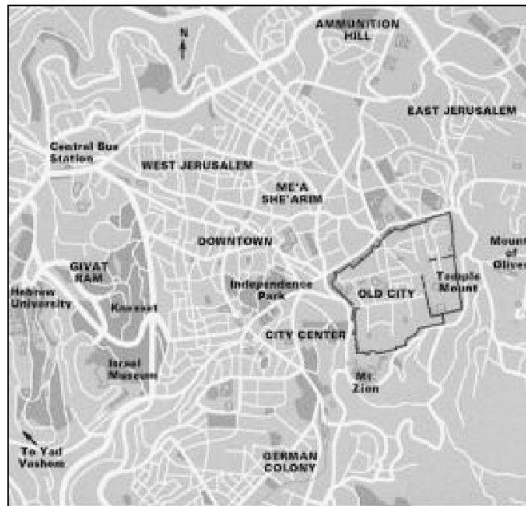 AMMUNITION
HILL
N
EAST JERUSALEM
Central Bus
Station
WEST JERUSALEM
ME'A
SHE'ARIM
DOWNTOWN
Mount
of
Olives
GIVAT
RAM
Temple
Mount
Hebrew
University
Independence
Park
OLD CITY
Knesset
CITY CENTER
Israel
Museum
Mt.
Zion
To Yad
Vashem
GERMAN
COLONY